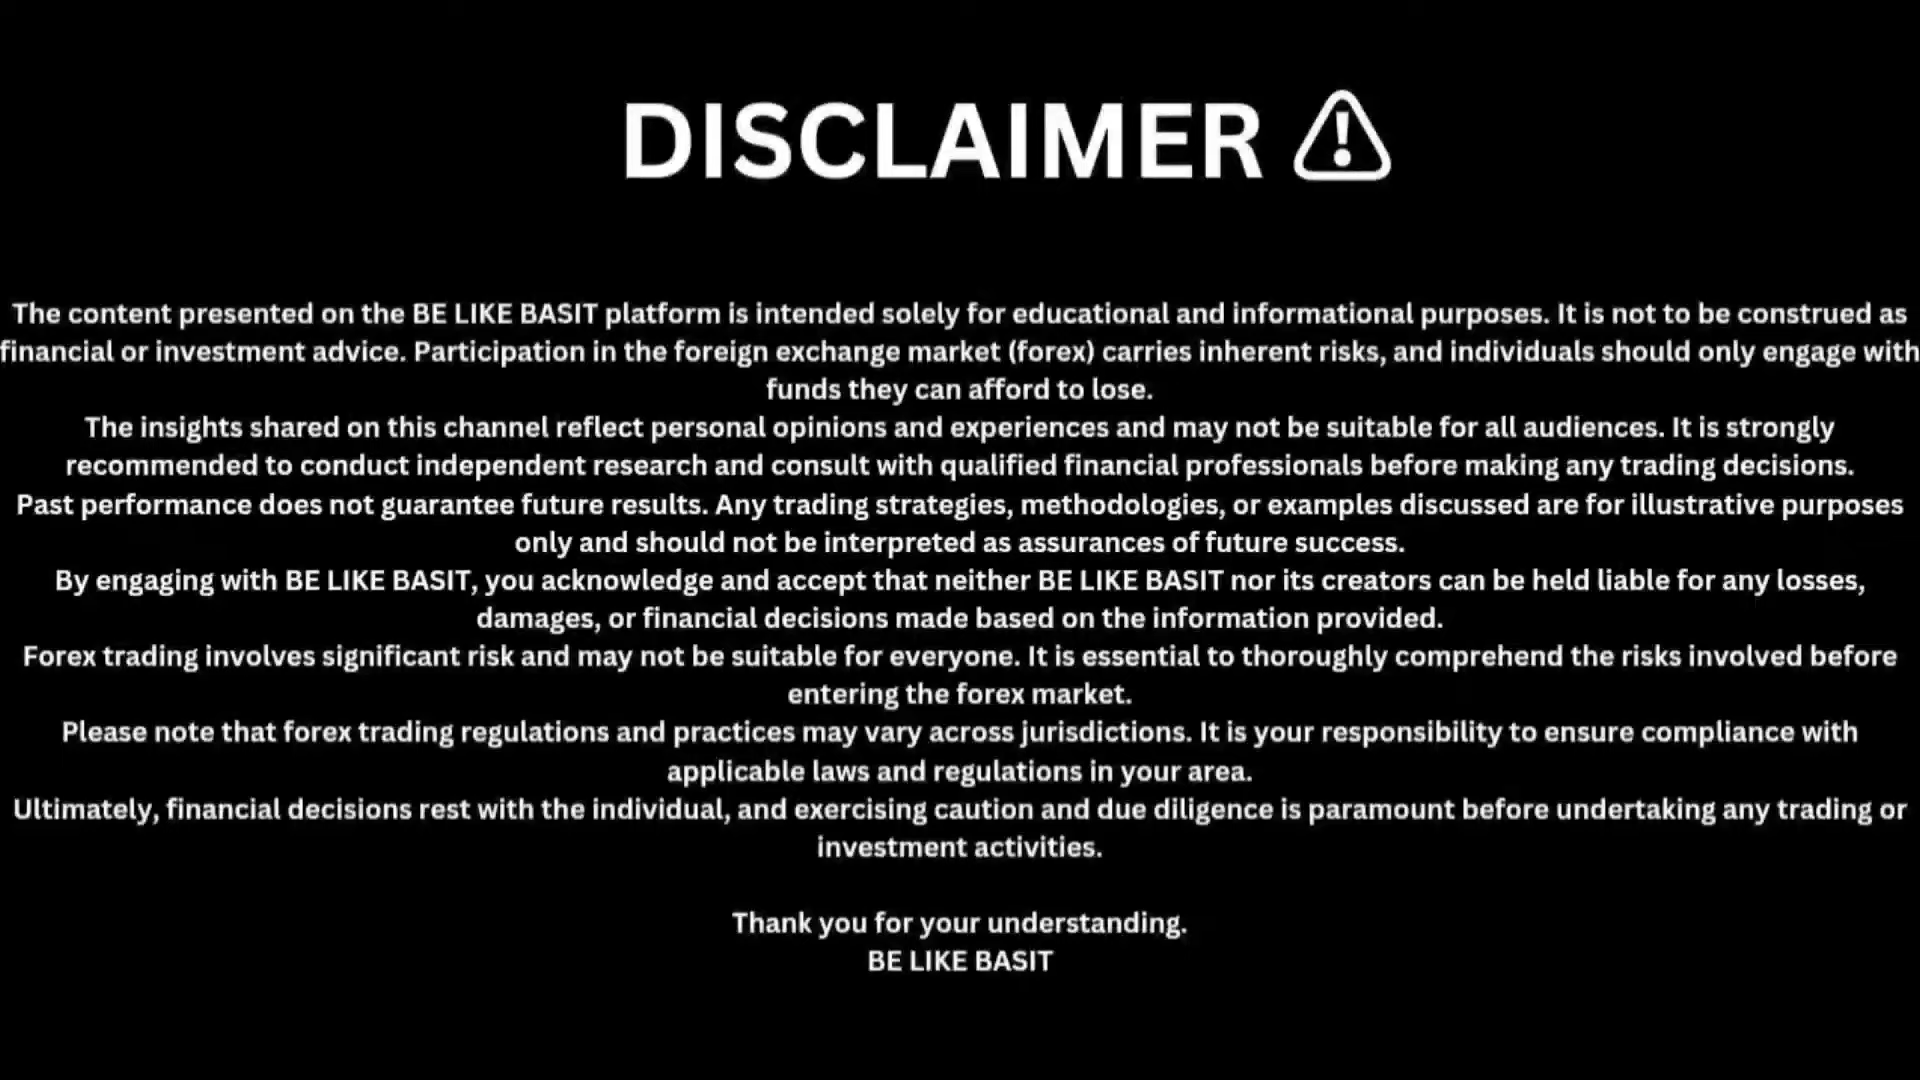 DISCLAIMER
The content presented on the BE LIKE BASIT platform is intended solely for educational and informational purposes. It is not to be construed as
financial or investment advice. Participation in the foreign exchange market (forex) carries inherent risks, and individuals should only engage with
funds they can afford to lose.
The insights shared on this channel reflect personal opinions and experiences and may not be suitable for all audiences. It is strongly
recommended to conduct independent research and consult with qualified financial professionals before making any trading decisions.
Past performance does not guarantee future results. Any trading strategies, methodologies, or examples discussed are for illustrative purposes
only and should not be interpreted as assurances of future success.
By engaging with BE LIKE BASIT, you acknowledge and accept that neither BE LIKE BASIT nor its creators can be held liable for any losses,
damages, or financial decisions made based on the information provided.
Forex trading involves significant risk and may not be suitable for everyone. It is essential to thoroughly comprehend the risks involved before
entering the forex market.
Please note that forex trading regulations and practices may vary across jurisdictions. It is your responsibility to ensure compliance with
applicable laws and regulations in your area.
Ultimately, financial decisions rest with the individual, and exercising caution and due diligence is paramount before undertaking any trading or
investment activities.
Thank you for your understanding.
BE LIKE BASIT